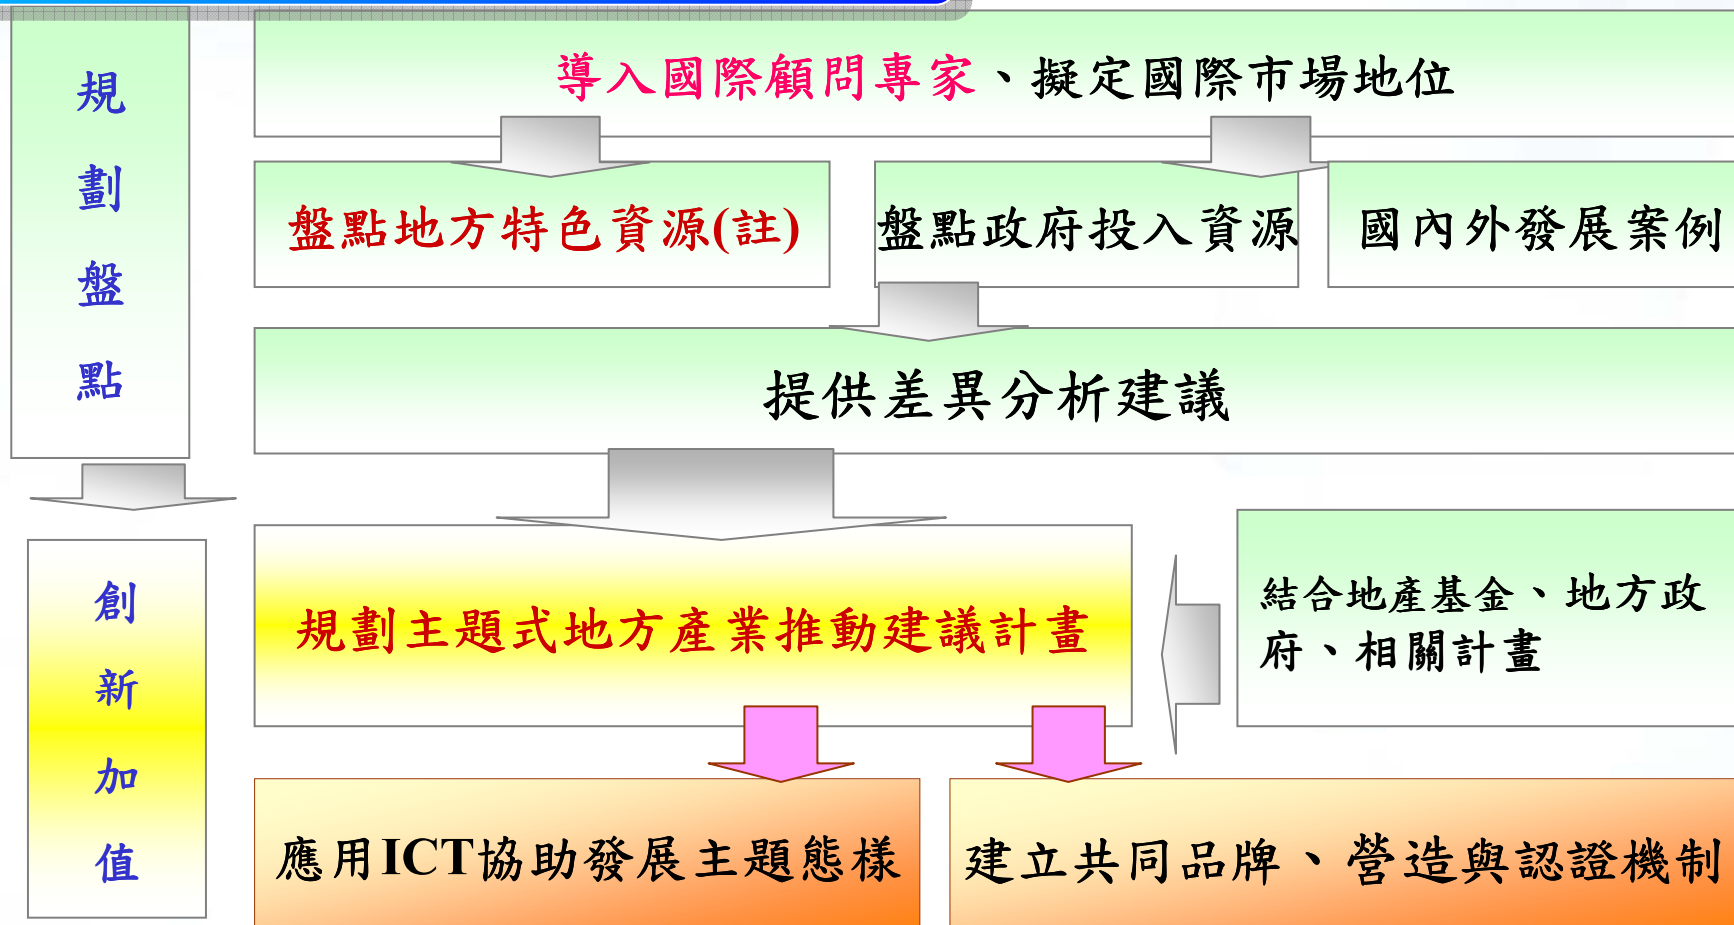 規劃盤點
導入國際顧問專家、擬定國際市場地位
盤點地方特色資源(註)
盤點政府投入資源
國內外發展案例
提供差異分析建議
創新加值
規劃主題式地方產業推動建議計畫
結合地產基金、地方政
府、相關計畫
應用ICT協助發展主題態樣
建立共同品牌、營造與認證機制